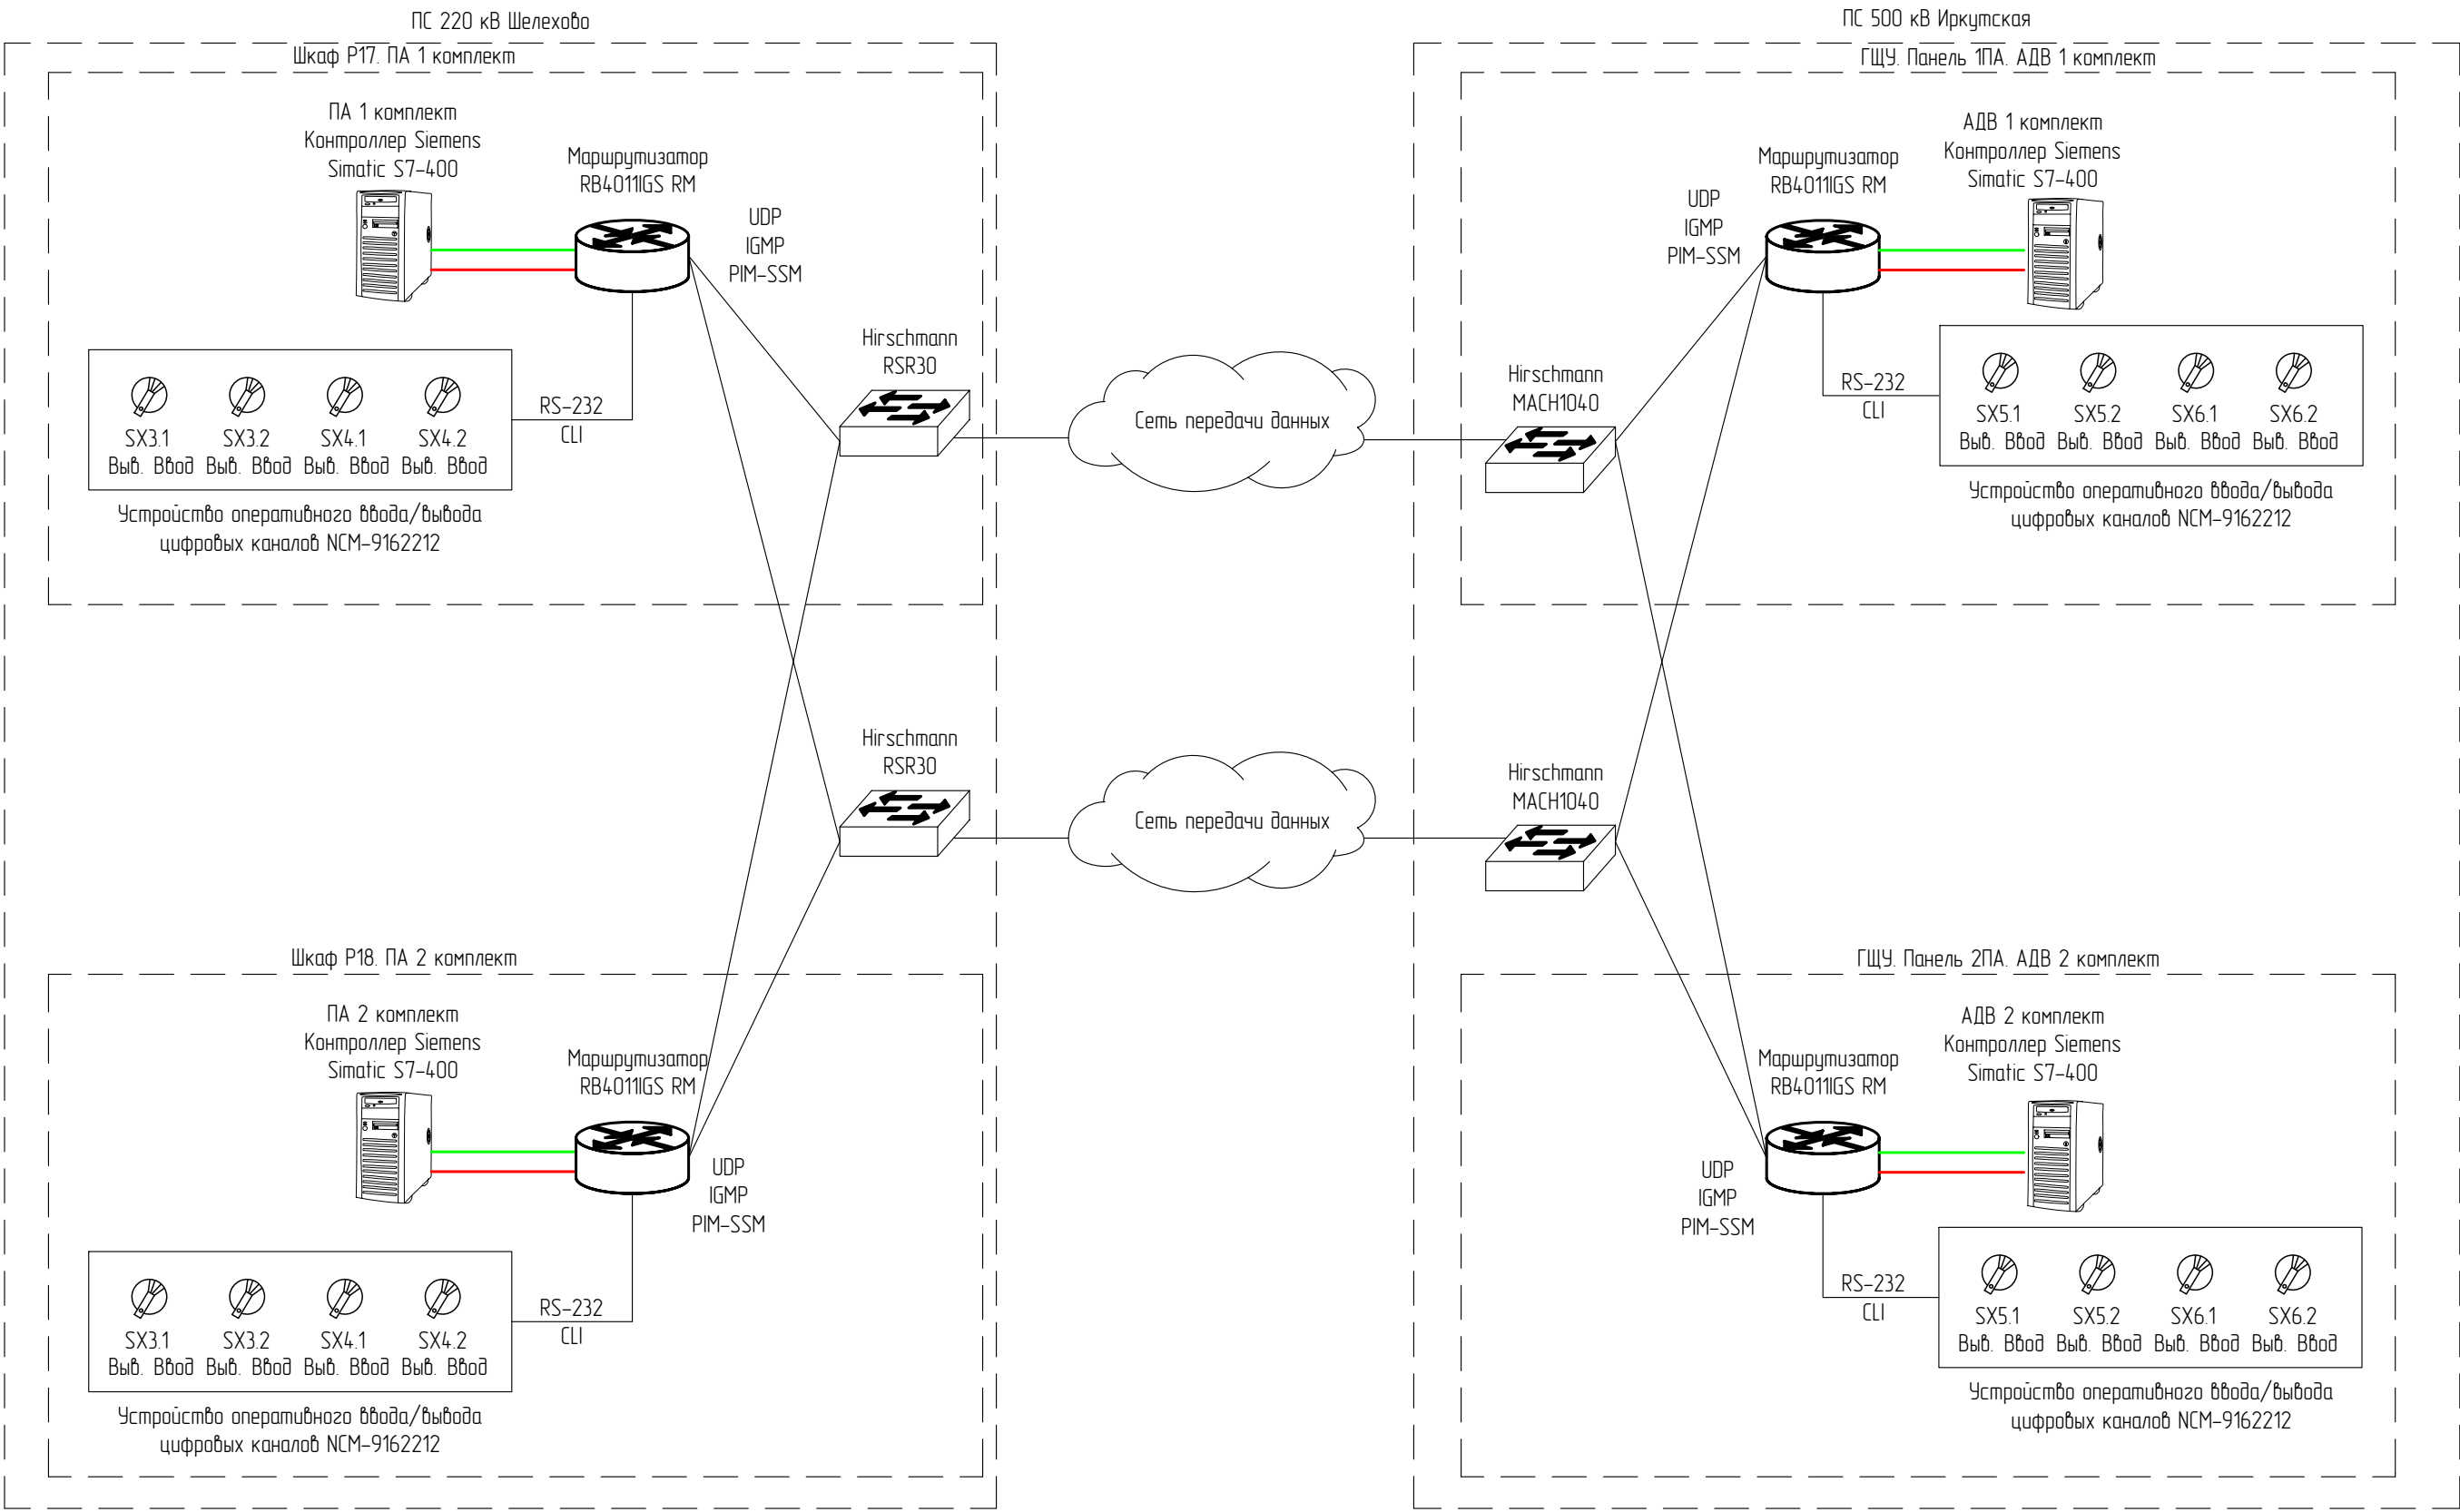 ПС 220 кВ Шелехово
Шкаф Р17. ПА 1 комплект
ПА 1 комплект
Контроллер Siemens
Simatic S7-400
Маршрутизатор
RB4011IGS RM
UDP
IGMP
PIM-SSM
Hirschmann
RSR30
RS-232
CLI
SX3.1 SX3.2 SX4.1 SX4.2
Выв. Ввод Выв. Ввод Выв. Ввод Выв. Ввод
Устройство оперативного ввода/вывода
цифровых каналов NCM-9162212
Сеть передачи данных
ПС 500 кВ Иркутская
ГЩУ. Панель 1ПА. АДВ 1 комплект
АДВ 1 комплект
Контроллер Siemens
Simatic S7-400
Маршрутизатор
RB4011IGS RM
UDP
IGMP
PIM-SSM
Hirschmann
MACH1040
RS-232
CLI
SX5.1 SX5.2 SX6.1 SX6.2
Выв. Ввод Выв. Ввод Выв. Ввод Выв. Ввод
Устройство оперативного ввода/вывода
цифровых каналов NCM-9162212
Hirschmann
RSR30
Сеть передачи данных
Hirschmann
MACH1040
Шкаф Р18. ПА 2 комплект
ПА 2 комплект
Контроллер Siemens
Simatic S7-400
Маршрутизатор
RB4011IGS RM
UDP
IGMP
PIM-SSM
RS-232
CLI
SX3.1 SX3.2 SX4.1 SX4.2
Выв. Ввод Выв. Ввод Выв. Ввод Выв. Ввод
Устройство оперативного ввода/вывода
цифровых каналов NCM-9162212
ГЩУ. Панель 2ПА. АДВ 2 комплект
АДВ 2 комплект
Контроллер Siemens
Simatic S7-400
Маршрутизатор
RB4011IGS RM
UDP
IGMP
PIM-SSM
RS-232
CLI
SX5.1 SX5.2 SX6.1 SX6.2
Выв. Ввод Выв. Ввод Выв. Ввод Выв. Ввод
Устройство оперативного ввода/вывода
цифровых каналов NCM-9162212